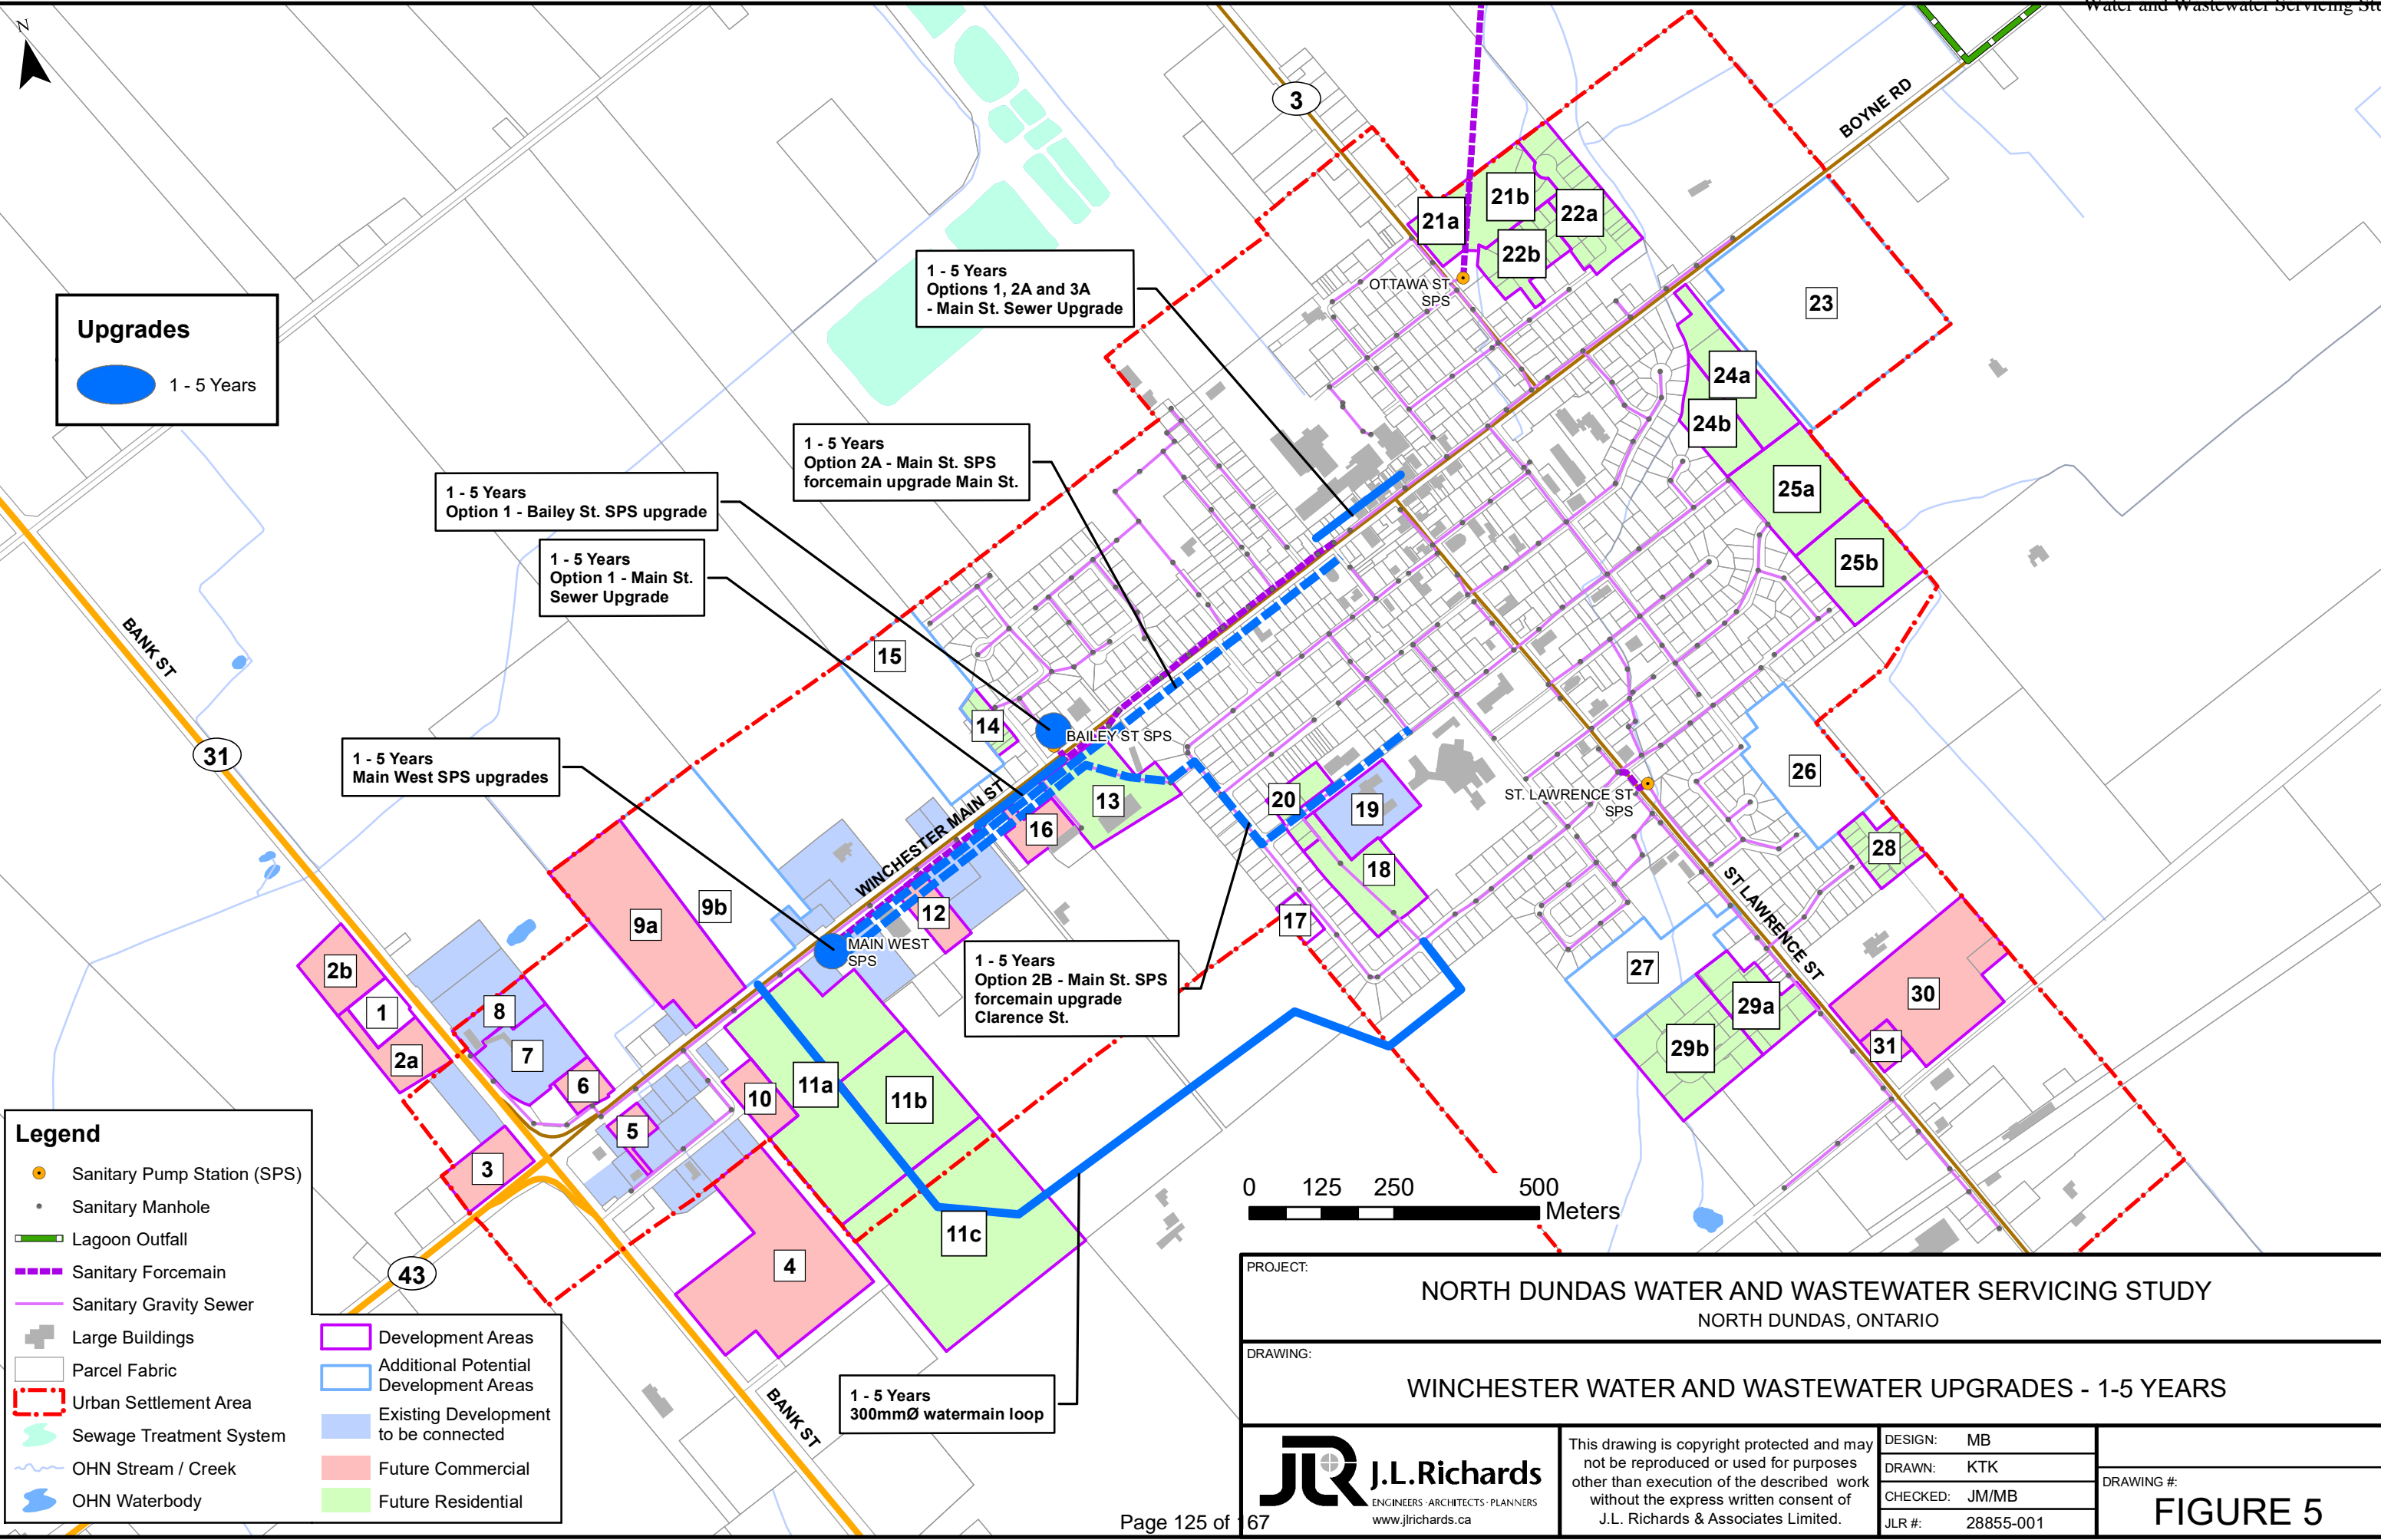 Water and Wastewater Servicing Stu
N
3
BOYNE RD
21a
21b
22a
22b
OTTAWA ST
SPS
23
1 - 5 Years
Options 1, 2A and 3A
- Main St. Sewer Upgrade
Upgrades
1 - 5 Years
24a
24b
25a
25b
1 - 5 Years
Option 2A - Main St. SPS
forcemain upgrade Main St.
1 - 5 Years
Option 1 - Bailey St. SPS upgrade
1 - 5 Years
Option 1 - Main St.
Sewer Upgrade
BANK ST
31
15
14
BAILEY ST SPS
1 - 5 Years
Main West SPS upgrades
WINCHESTER MAIN ST
13
16
20
19
18
17
ST. LAWRENCE ST
SPS
26
28
ST LAWRENCE ST
27
29a
29b
30
31
9a
9b
12
MAIN WEST
SPS
1 - 5 Years
Option 2B - Main St. SPS
forcemain upgrade
Clarence St.
2b
1
2a
8
7
6
5
3
10
11a
11b
11c
4
43
BANK ST
1 - 5 Years
300mmØ watermain loop
0 125 250 500
Meters
Legend
Sanitary Pump Station (SPS)
Sanitary Manhole
Lagoon Outfall
Sanitary Forcemain
Sanitary Gravity Sewer
Large Buildings
Parcel Fabric
Urban Settlement Area
Sewage Treatment System
OHN Stream / Creek
OHN Waterbody
Development Areas
Additional Potential
Development Areas
Existing Development
to be connected
Future Commercial
Future Residential
PROJECT:
NORTH DUNDAS WATER AND WASTEWATER SERVICING STUDY
NORTH DUNDAS, ONTARIO
DRAWING:
WINCHESTER WATER AND WASTEWATER UPGRADES - 1-5 YEARS
JLR J.L.Richards
ENGINEERS · ARCHITECTS · PLANNERS
www.jlrichards.ca
This drawing is copyright protected and may
not be reproduced or used for purposes
other than execution of the described work
without the express written consent of
J.L. Richards & Associates Limited.
DESIGN: MB
DRAWN: KTK
CHECKED: JM/MB
JLR #: 28855-001
DRAWING #:
FIGURE 5
Page 125 of 167